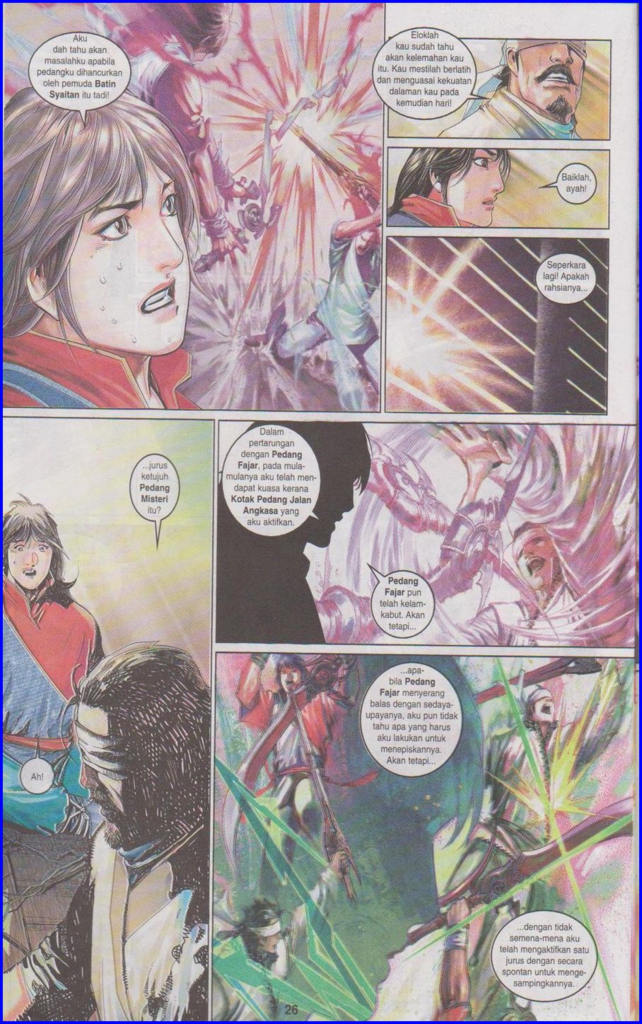 Aku
dah tahu akan
masalahku apabila
pedangku dihancurkan
oleh pemuda Batin
Syaitan itu tadi!
Eloklah
kau sudah tahu
akan kelemahan kau
itu. Kau mestilah berlatih
dan menguasai kekuatan
dalaman kau pada
kemudian hari!
Baiklah,
ayah!
Seperkara
lagi! Apakah
rahsianya...
...jurus
ketujuh
Pedang
Misteri
itu?
Ah!
Dalam
pertarungan
dengan Pedang
Fajar, pada mula-
mulanya aku telah men-
dapat kuasa kerana
Kotak Pedang Jalan
Angkasa yang
aku aktifkan.
Pedang
Fajar pun
telah kelam-
kabut. Akan
tetapi...
...apa-
bila Pedang
Fajar menyerang
balas dengan sedaya-
upayanya, aku pun tidak
tahu apa yang harus
aku lakukan untuk
menepiskannya.
Akan tetapi...
...dengan tidak
semena-mena aku
telah mengaktifkan satu
jurus dengan secara
spontan untuk menge-
sampingkannya.
26